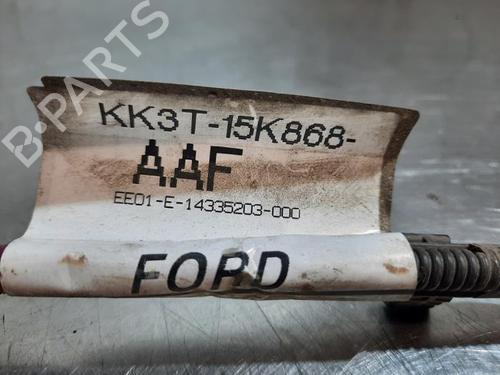 B-PARTS
KK3T-15K868-
AAF
EE01-E-14335203-000
FORD